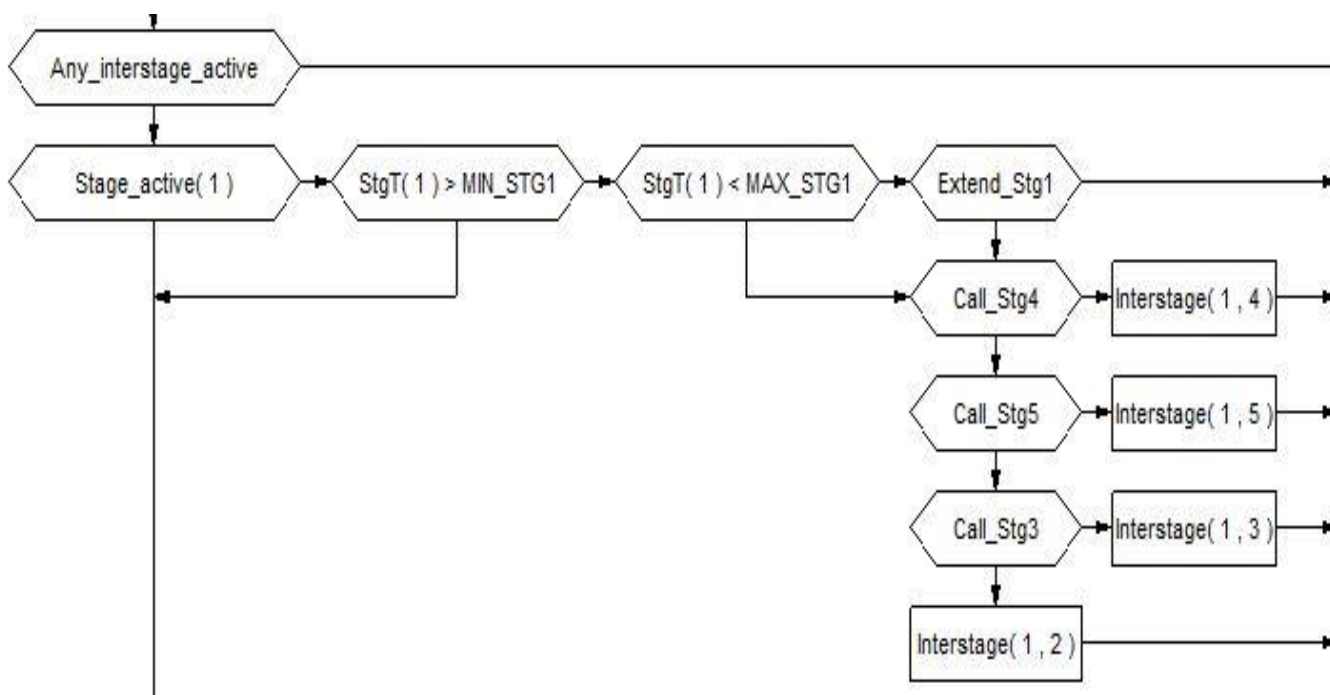 Any_interstage_active
Stage_active( 1 )
StgT( 1 ) > MIN_STG1
StgT( 1 ) < MAX_STG1
Extend_Stg1
Call_Stg4
Interstage( 1 , 4 )
Call_Stg5
Interstage( 1 , 5 )
Call_Stg3
Interstage( 1 , 3 )
Interstage( 1 , 2 )